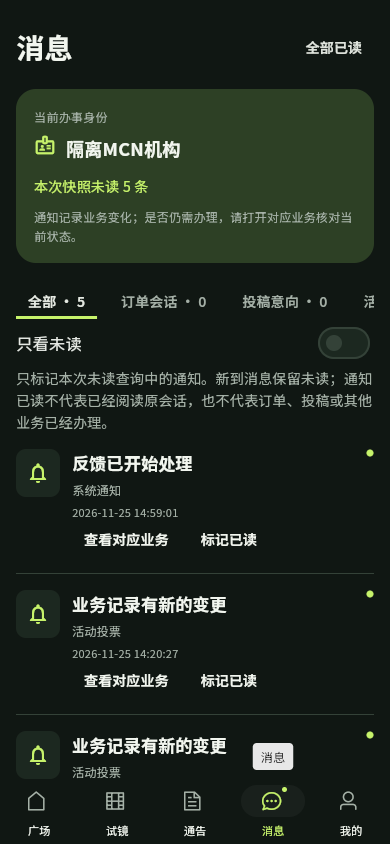 消息
全部已读
当前办事身份
隔离MCN机构
本次快照未读 5 条
通知记录业务变化；是否仍需办理，请打开对应业务核对当
前状态。
全部 · 5 订单会话 · 0 投稿意向 · 0
只看未读
只标记本次未读查询中的通知。新到消息保留未读；通知
已读不代表已经阅读原会话，也不代表订单、投稿或其他
业务已经办理。
反馈已开始处理
系统通知
2026-11-25 14:59:01
查看对应业务 标记已读
业务记录有新的变更
活动投票
2026-11-25 14:20:27
查看对应业务 标记已读
业务记录有新的变更
活动投票
消息
广场 试镜 通告 消息 我的